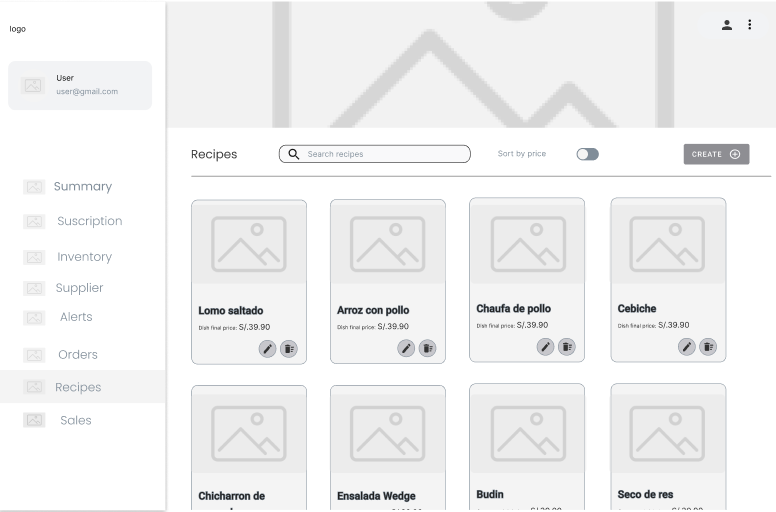 logo
User
user@gmail.com
Summary
Suscription
Inventory
Supplier
Alerts
Orders
Recipes
Sales
Recipes
Search recipes
Sort by price
CREATE
Lomo saltado
Dish final price: S/.39.90
Arroz con pollo
Dish final price: S/.39.90
Chaufa de pollo
Dish final price: S/.39.90
Cebiche
Dish final price: S/.39.90
Chicharron de
Ensalada Wedge
Budin
Seco de res